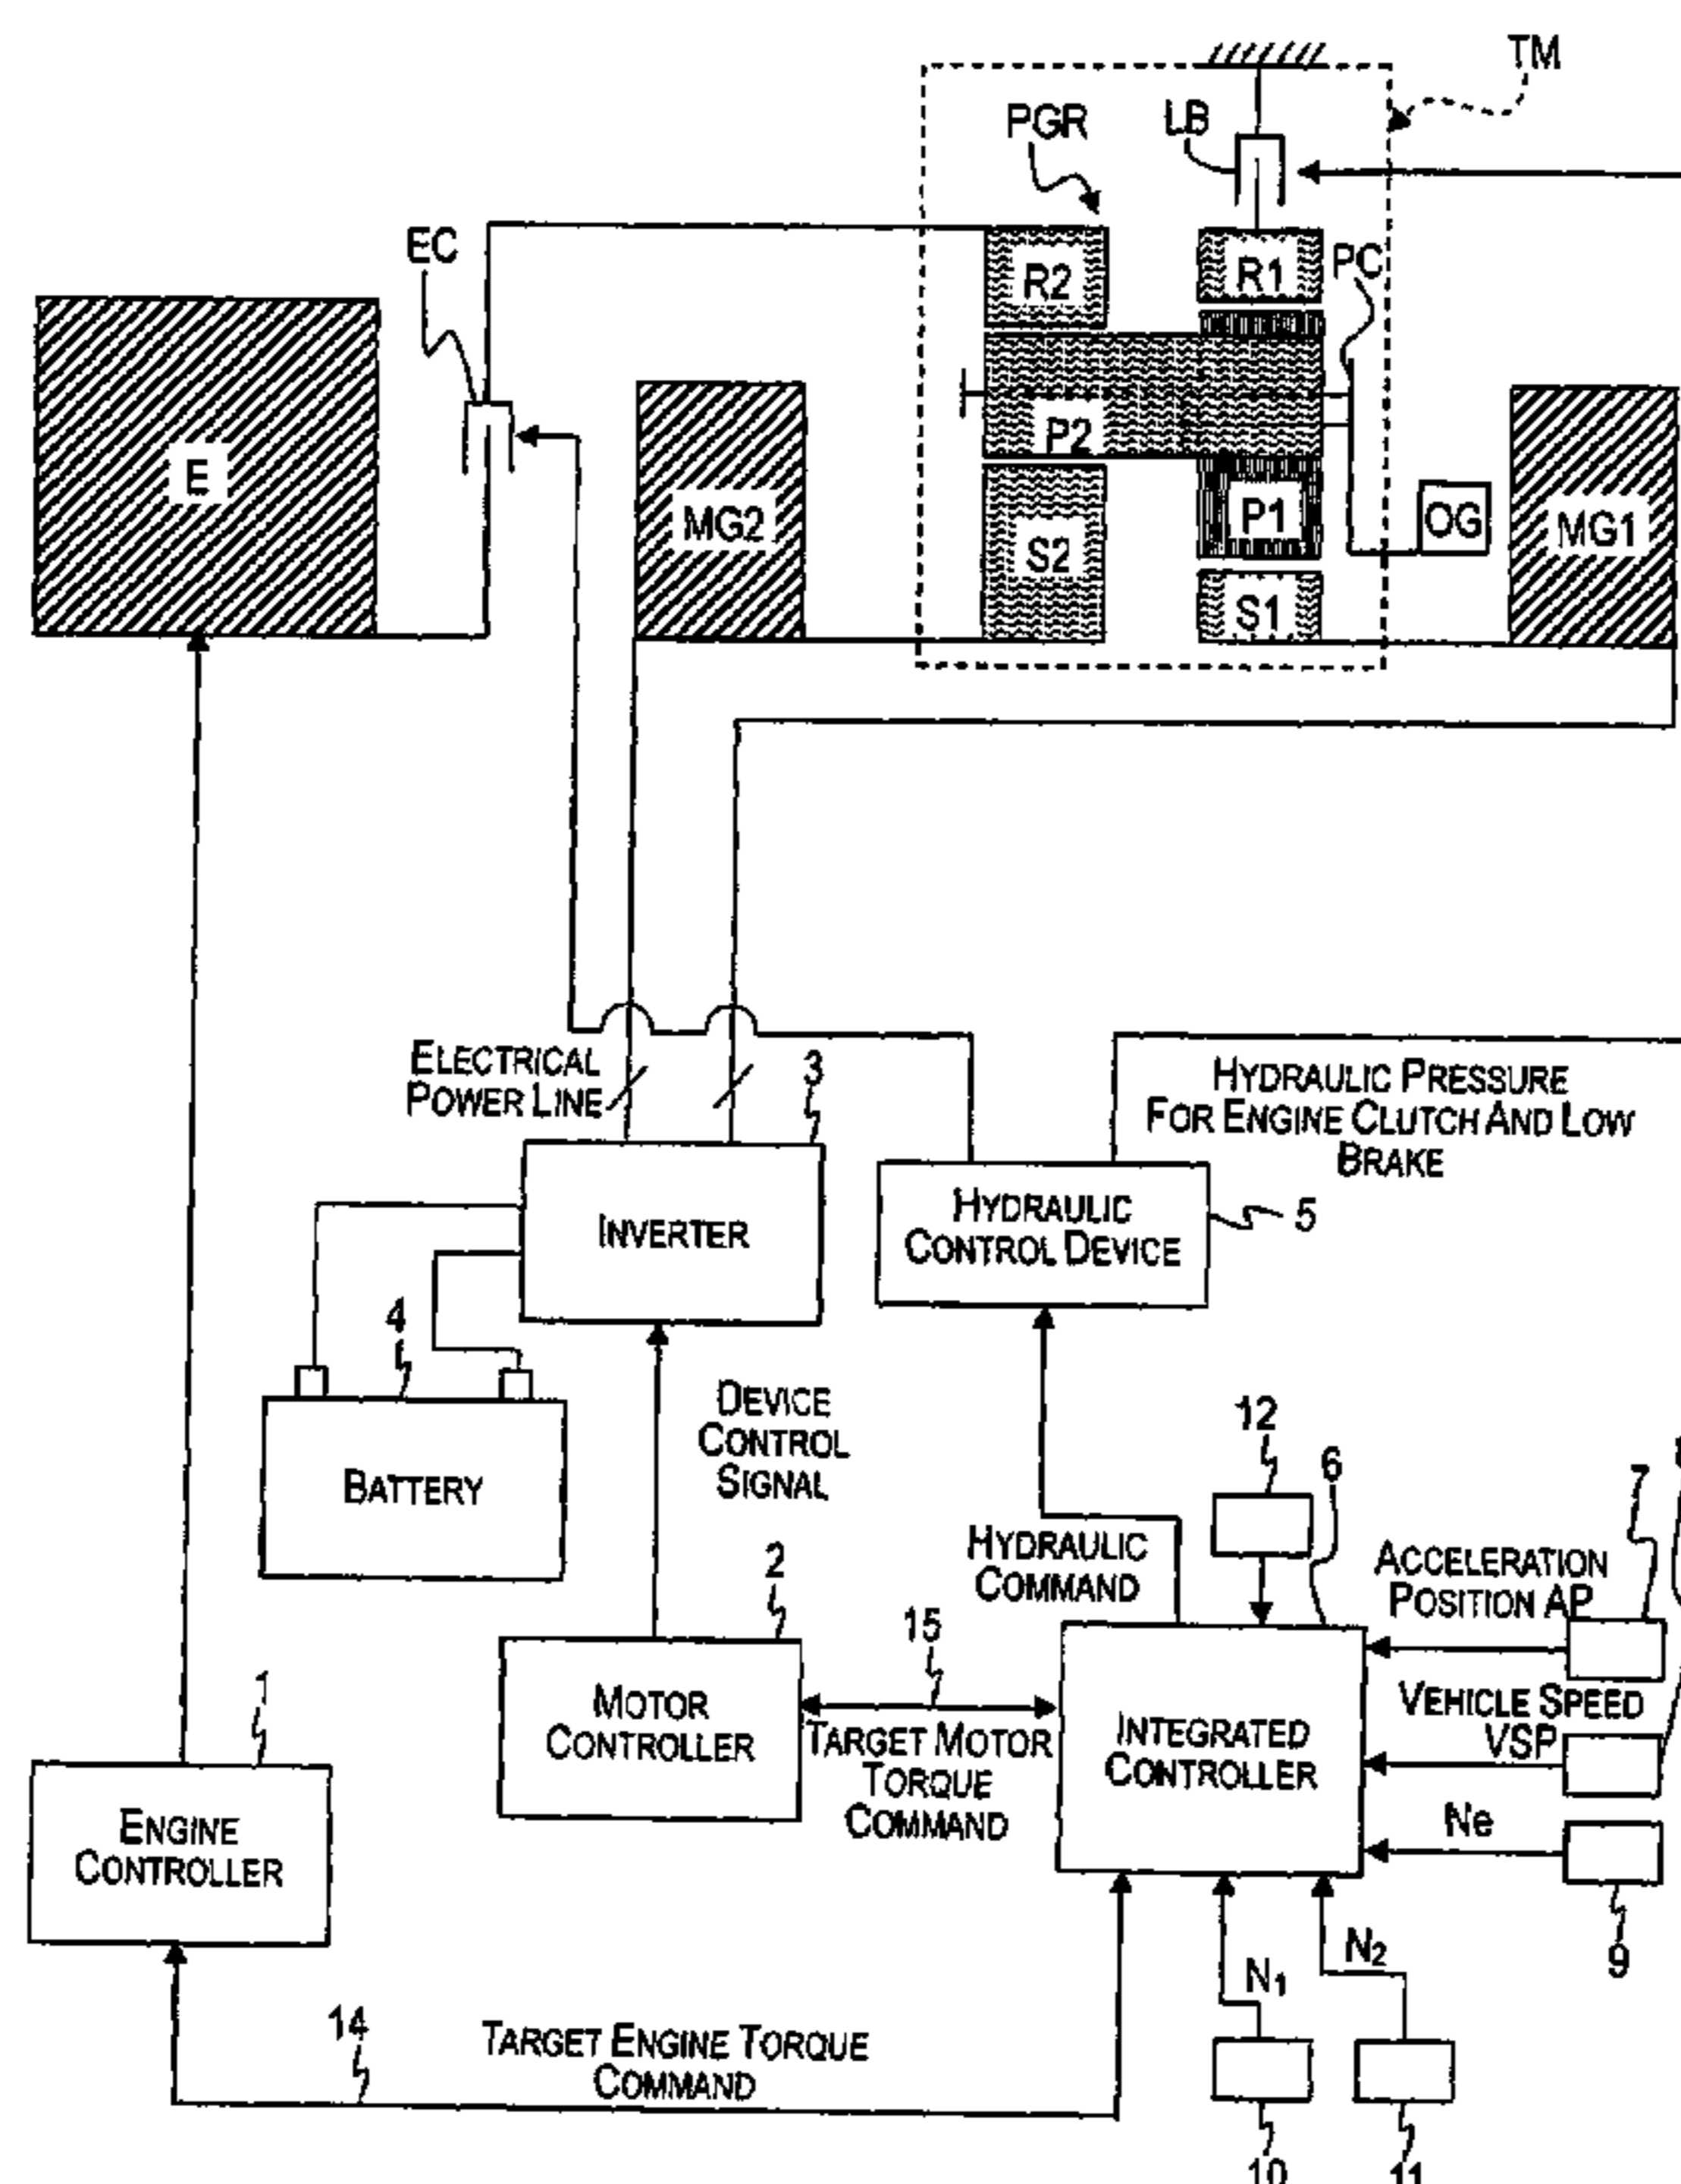 TM
PGR
LB
EC
R2
R1
PC
E
MG2
P2
P1
OG
MG1
S2
S1
ELECTRICAL
POWER LINE
3
HYDRAULIC PRESSURE
FOR ENGINE CLUTCH AND LOW
BRAKE
INVERTER
HYDRAULIC
CONTROL DEVICE
5
4
BATTERY
DEVICE
CONTROL
SIGNAL
12
6
7
2
HYDRAULIC
COMMAND
ACCELERATION
POSITION AP
15
1
MOTOR
CONTROLLER
TARGET MOTOR
TORQUE
COMMAND
INTEGRATED
CONTROLLER
VEHICLE SPEED
VSP
Ne
ENGINE
CONTROLLER
9
N1
N2
14
TARGET ENGINE TORQUE
COMMAND
10
11